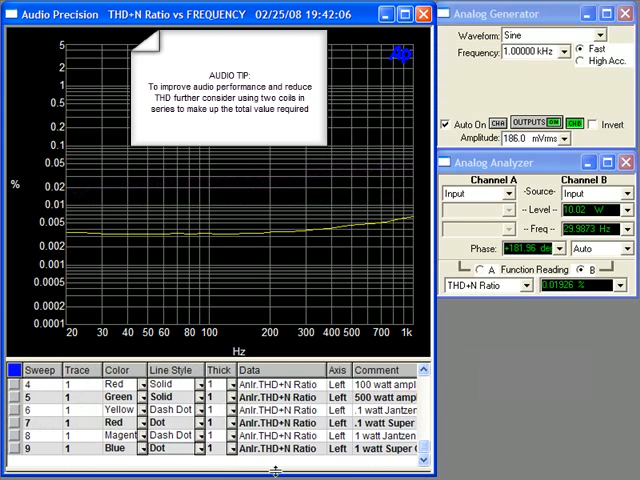 Audio Precision THD+N Ratio vs FREQUENCY 02/25/08 19:42:06
5
2
1
0.5
0.2
0.1
0.05
0.02
0.01
0.005
0.002
0.001
0.0005
0.0002
0.0001
%
Ap
AUDIO TIP:
To improve audio performance and reduce
THD further consider using two coils in
series to make up the total value required
20 30 40 50 60 70 100 200 300 400 500 700 1k
Hz
Sweep Trace Color Line Style Thick Data Axis Comment
4 1 Red Solid 1 Anlr.THD+N Ratio Left 100 watt ampl
5 1 Green Solid 1 Anlr.THD+N Ratio Left 500 watt amp
6 1 Yellow Dash Dot 1 Anlr.THD+N Ratio Left .1 watt Jantzen
7 1 Red Dot 1 Anlr.THD+N Ratio Left .1 watt Super
8 1 Magent Dash Dot 1 Anlr.THD+N Ratio Left 1 watt Jantzen
9 1 Blue Dot 1 Anlr.THD+N Ratio Left 1 watt Super
Analog Generator
Waveform: Sine
Frequency: 1.00000 kHz Fast
High Acc.
Auto On CHA OUTPUTS ON CHB Invert
Amplitude: 186.0 mVrms
Analog Analyzer
Channel A Channel B
Input -Source- Input
-- Level -- 10.02 W
-- Freq -- 29.9873 Hz
Phase: +181.96 deg Auto
A Function Reading B
THD+N Ratio 0.01926 %